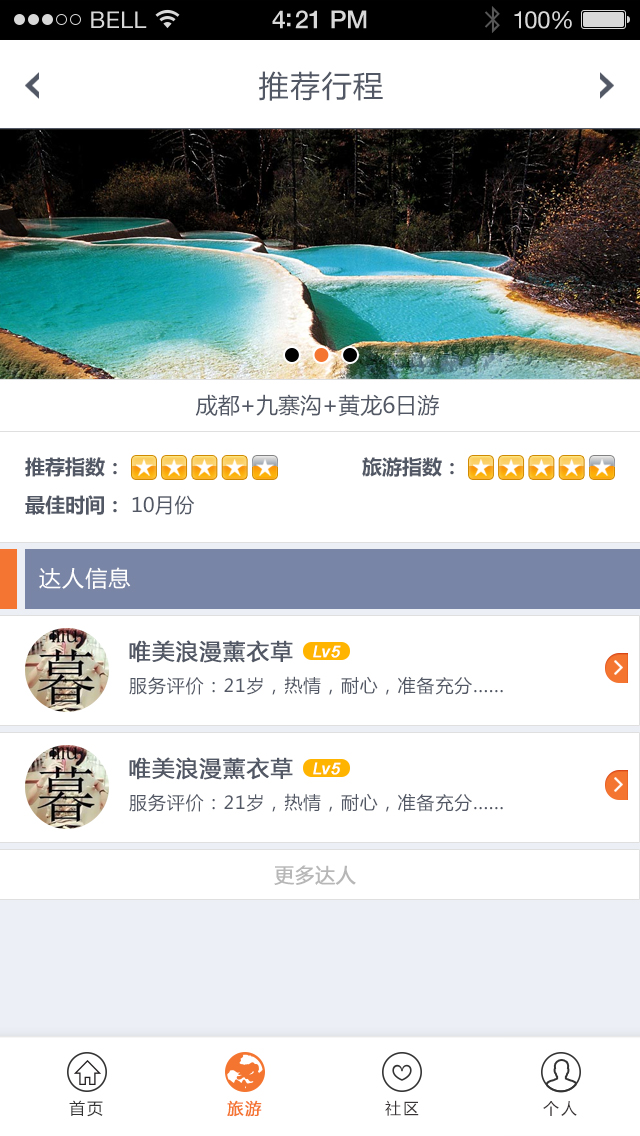 BELL 4:21 PM 100%
推荐行程
成都+九寨沟+黄龙6日游
推荐指数： 旅游指数：
最佳时间： 10月份
达人信息
唯美浪漫薰衣草 Lv5
服务评价：21岁，热情，耐心，准备充分......
暮
唯美浪漫薰衣草 Lv5
服务评价：21岁，热情，耐心，准备充分......
暮
更多达人
首页 旅游 社区 个人